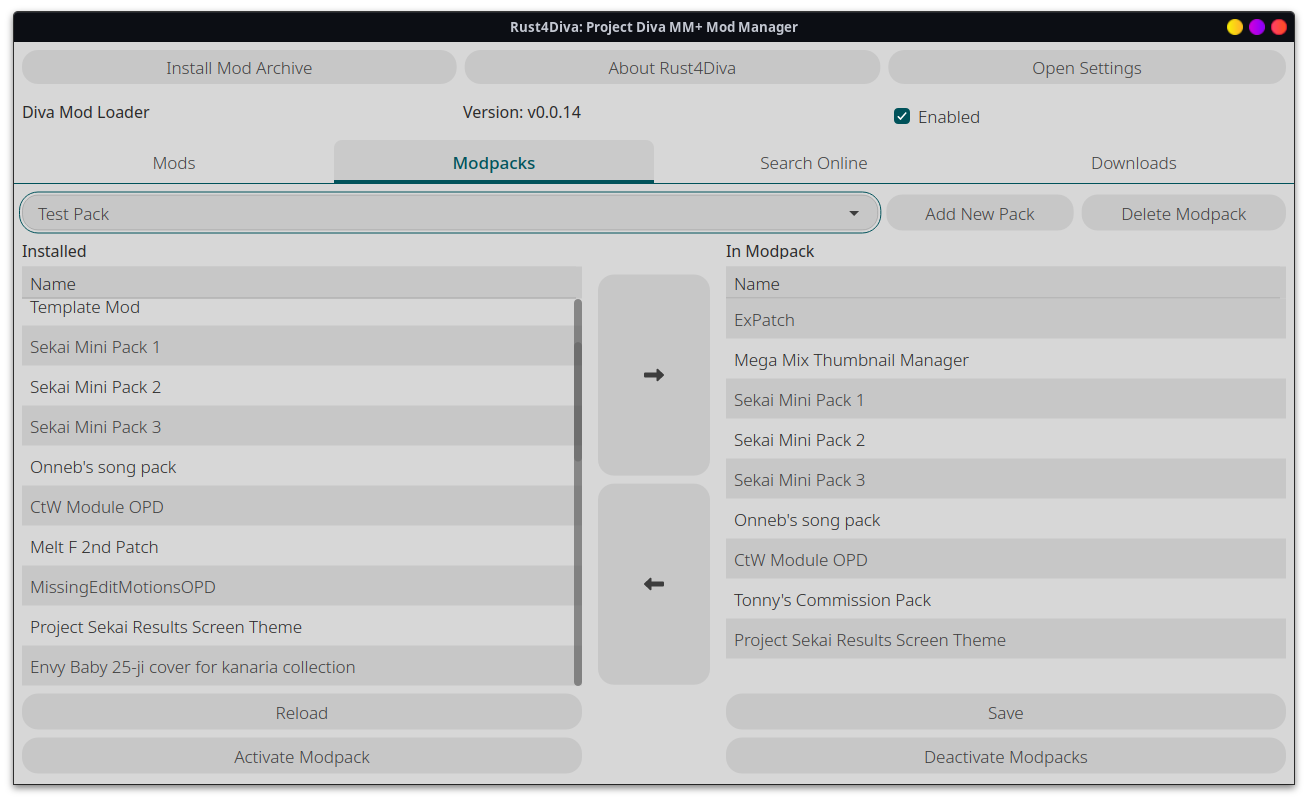 Rust4Diva: Project Diva MM+ Mod Manager
Install Mod Archive
About Rust4Diva
Open Settings
Diva Mod Loader
Version: v0.0.14
Enabled
Mods
Modpacks
Search Online
Downloads
Test Pack
Add New Pack
Delete Modpack
Installed
Name
Template Mod
Sekai Mini Pack 1
Sekai Mini Pack 2
Sekai Mini Pack 3
Onneb's song pack
CtW Module OPD
Melt F 2nd Patch
MissingEditMotionsOPD
Project Sekai Results Screen Theme
Envy Baby 25-ji cover for kanaria collection
Reload
Activate Modpack
In Modpack
Name
ExPatch
Mega Mix Thumbnail Manager
Sekai Mini Pack 1
Sekai Mini Pack 2
Sekai Mini Pack 3
Onneb's song pack
CtW Module OPD
Tonny's Commission Pack
Project Sekai Results Screen Theme
Save
Deactivate Modpacks